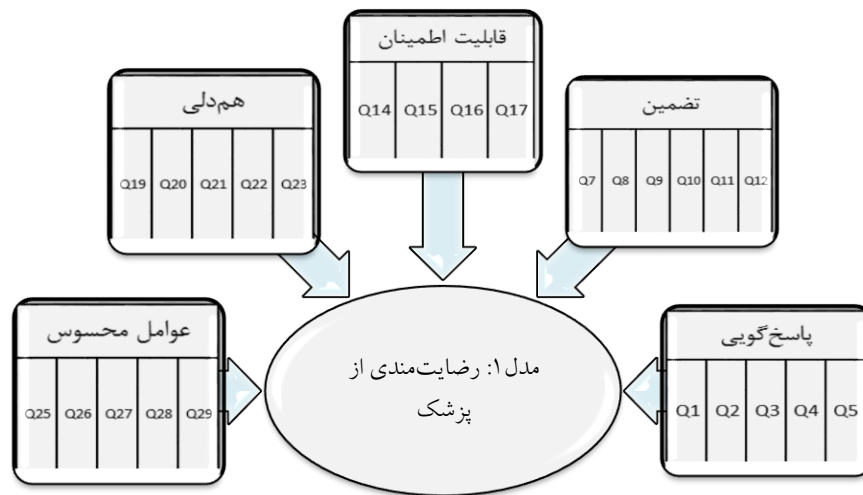 قابلیت اطمینان
Q14 Q15 Q16 Q17
هم‌دلی
Q19 Q20 Q21 Q22 Q23
تضمین
Q7 Q8 Q9 Q10 Q11 Q12
عوامل محسوس
Q25 Q26 Q27 Q28 Q29
پاسخ‌گویی
Q1 Q2 Q3 Q4 Q5
مدل ۱: رضایت‌مندی از
پزشک